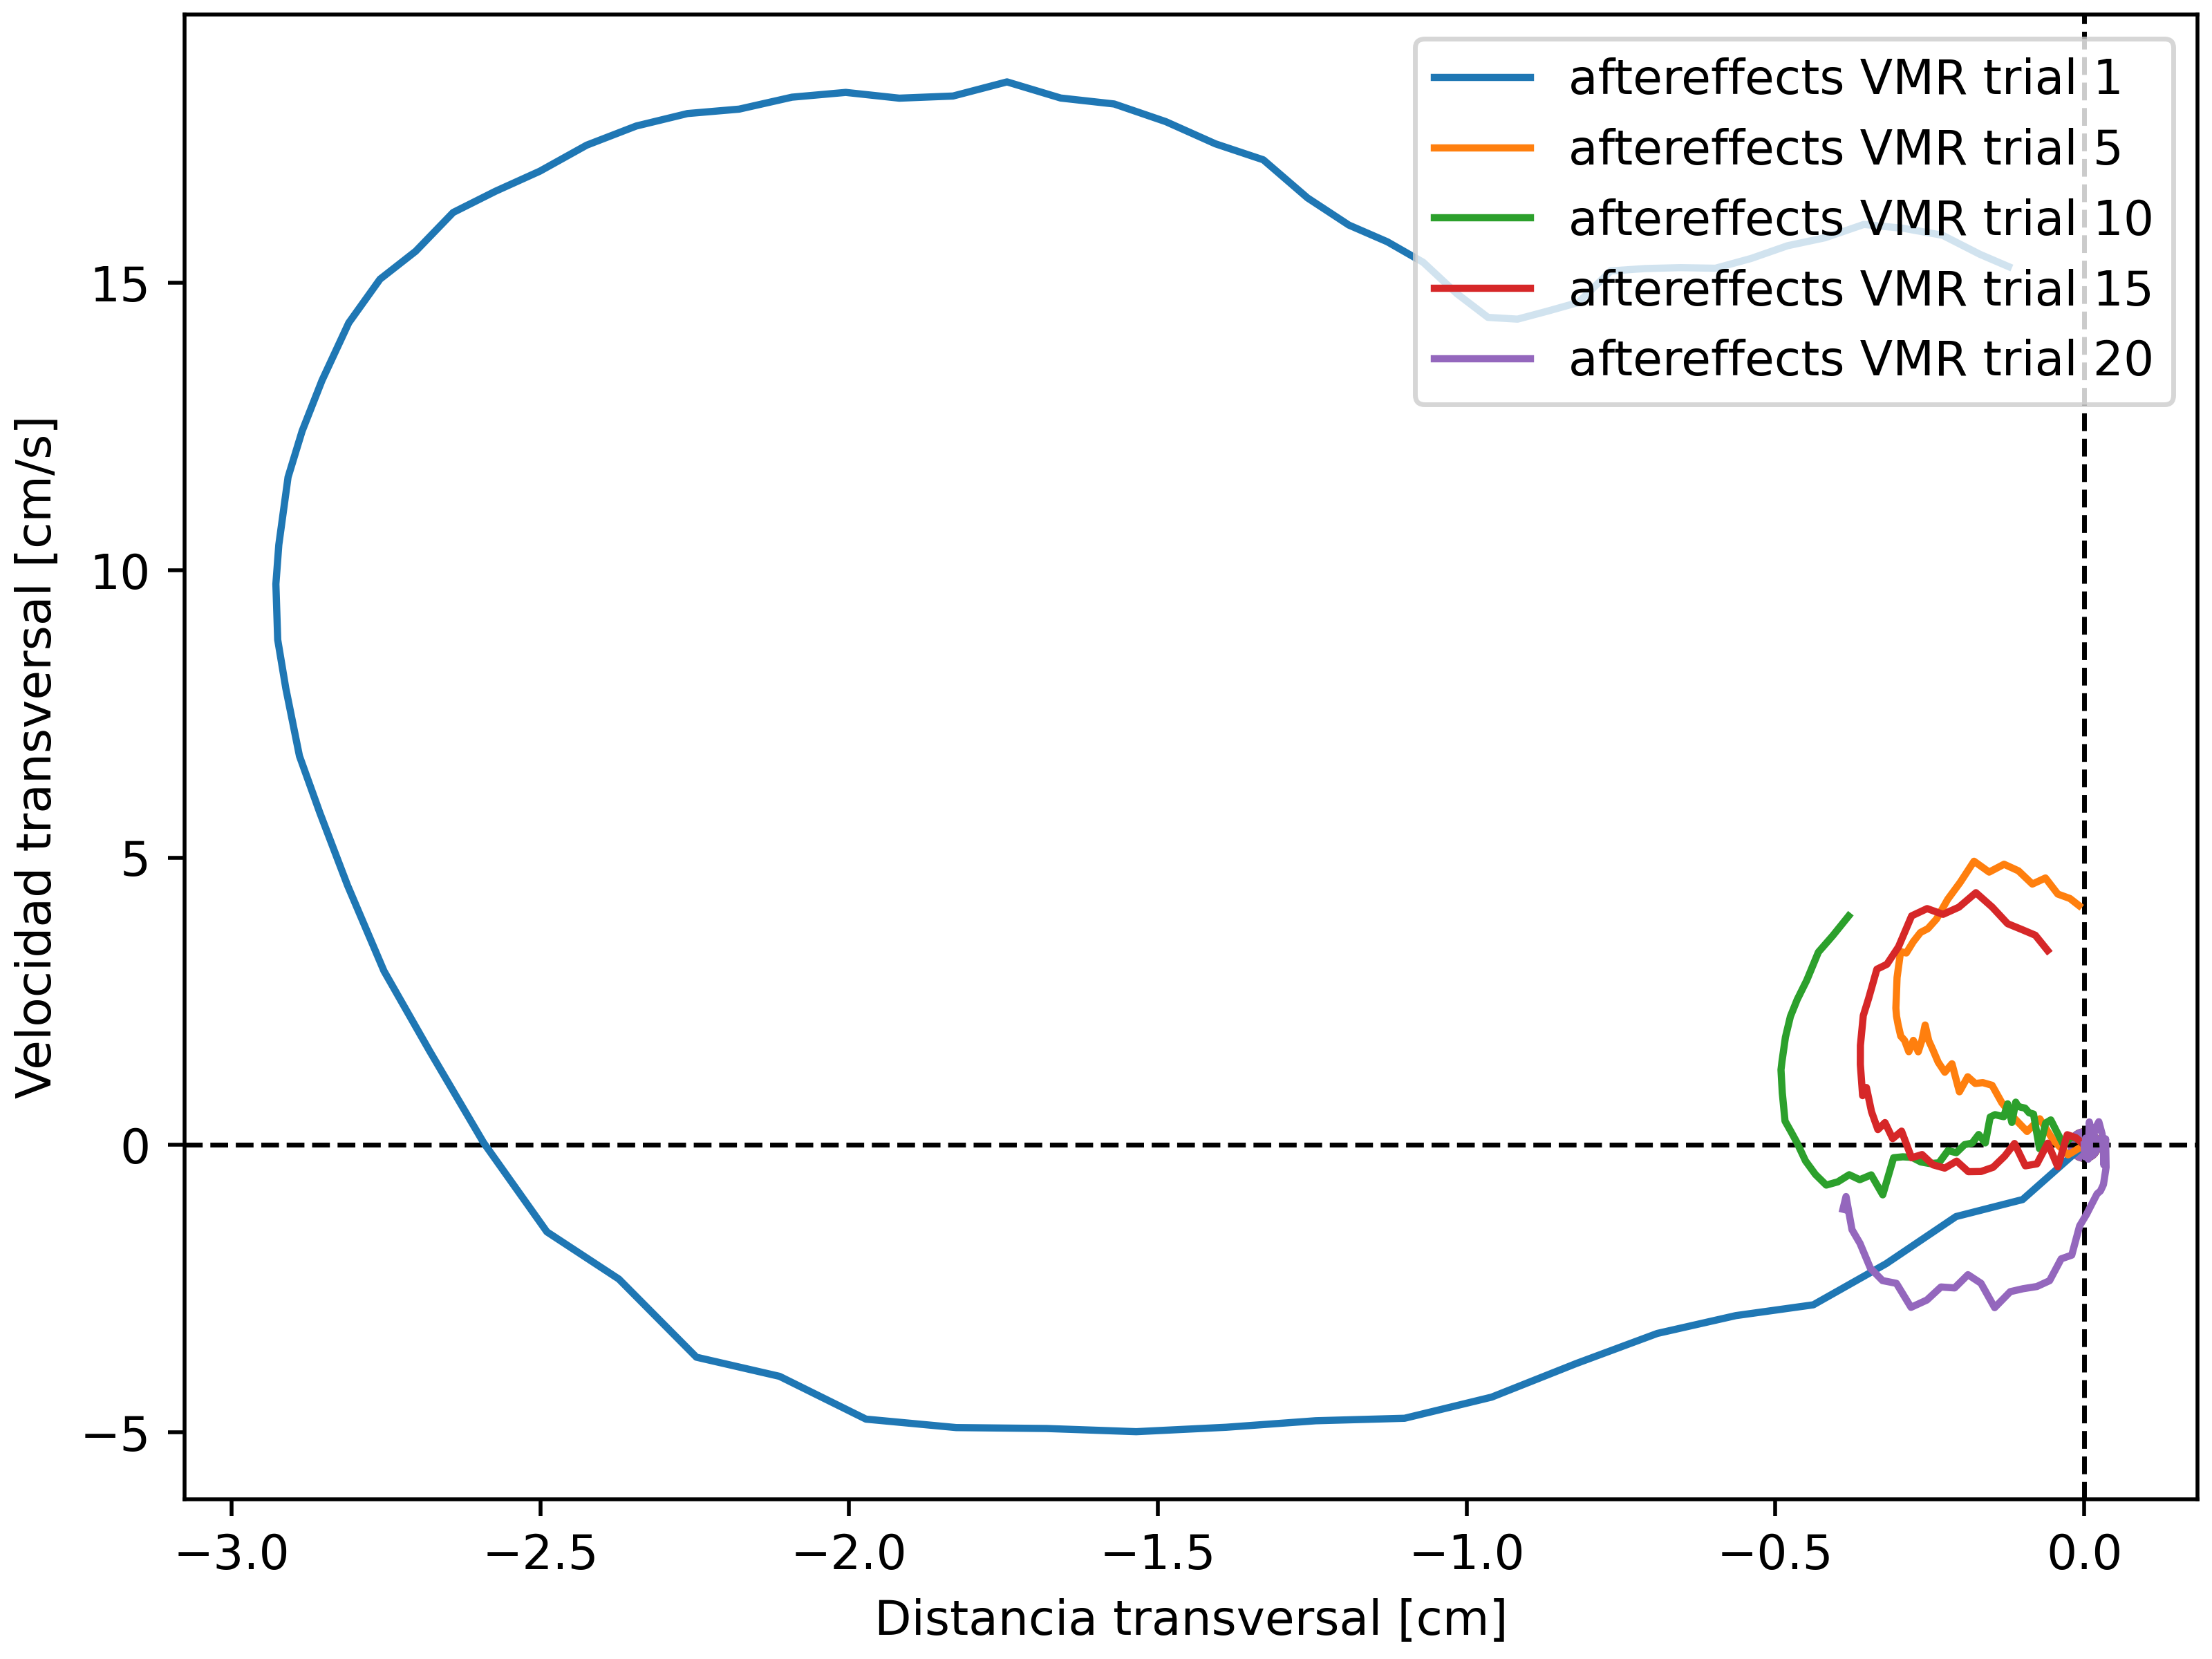 aftereffects VMR trial 1
aftereffects VMR trial 5
aftereffects VMR trial 10
aftereffects VMR trial 15
aftereffects VMR trial 20
Velocidad transversal [cm/s]
15
10
5
0
−5
−3.0 −2.5 −2.0 −1.5 −1.0 −0.5 0.0
Distancia transversal [cm]